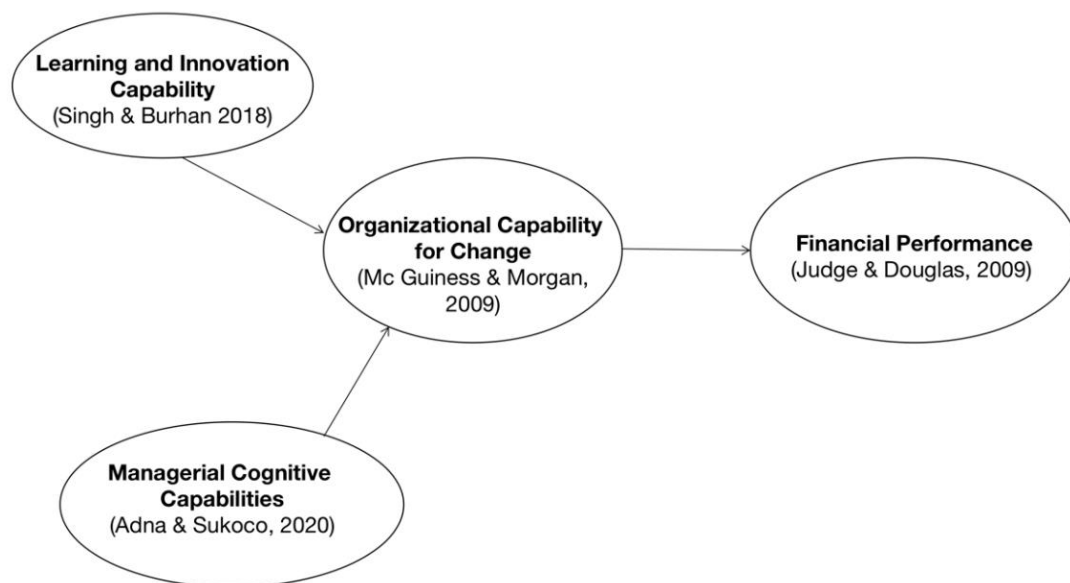 Learning and Innovation
Capability
(Singh & Burhan 2018)
Organizational Capability
for Change
(Mc Guiness & Morgan,
2009)
Financial Performance
(Judge & Douglas, 2009)
Managerial Cognitive
Capabilities
(Adna & Sukoco, 2020)